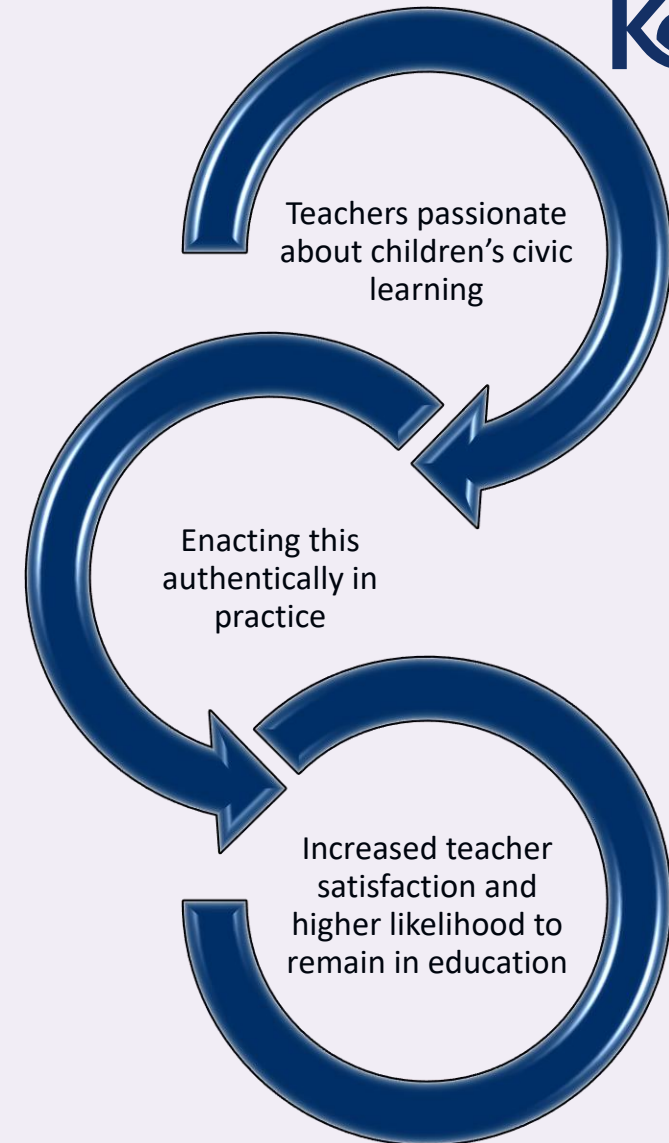 Teachers passionate
about children’s civic
learning
Enacting this
authentically in
practice
Increased teacher
satisfaction and
higher likelihood to
remain in education